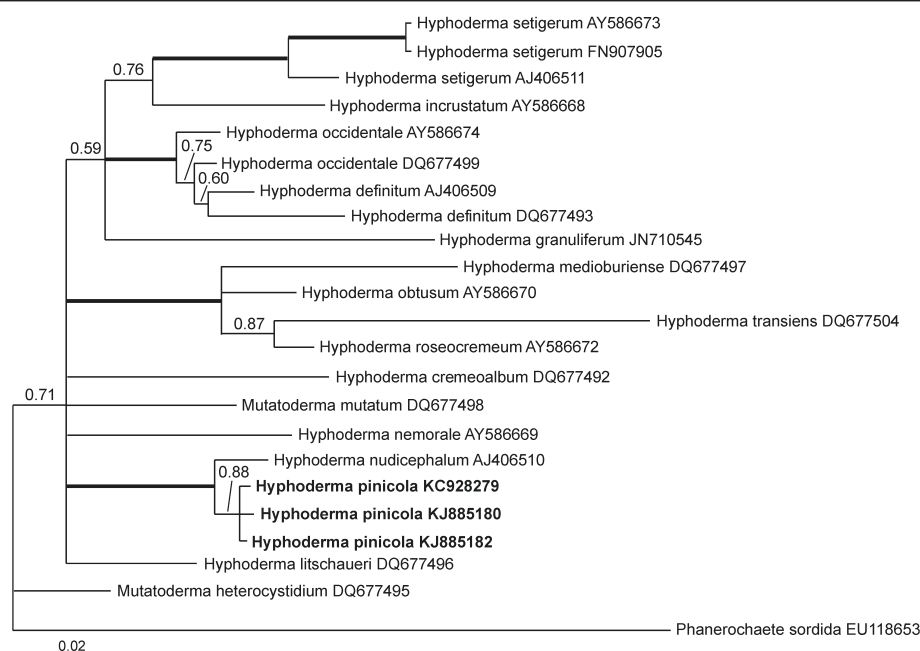 Hyphoderma setigerum AY586673
Hyphoderma setigerum FN907905
0.76
Hyphoderma setigerum AJ406511
Hyphoderma incrustatum AY586668
Hyphoderma occidentale AY586674
0.75
0.59
Hyphoderma occidentale DQ677499
0.60
Hyphoderma definitum AJ406509
Hyphoderma definitum DQ677493
Hyphoderma granuliferum JN710545
Hyphoderma medioburiense DQ677497
Hyphoderma obtusum AY586670
0.87
Hyphoderma transiens DQ677504
Hyphoderma roseocremeum AY586672
Hyphoderma cremeoalbum DQ677492
0.71
Mutatoderma mutatum DQ677498
Hyphoderma nemorale AY586669
Hyphoderma nudicephalum AJ406510
0.88
Hyphoderma pinicola KC928279
Hyphoderma pinicola KJ885180
Hyphoderma pinicola KJ885182
Hyphoderma litschaueri DQ677496
Mutatoderma heterocystidium DQ677495
Phanerochaete sordida EU118653
0.02